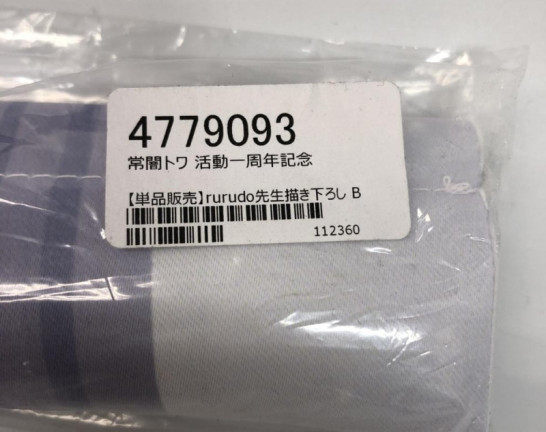 4779093
常闇トワ 活動一周年記念
【単品販売】rurudo先生描き下ろし B
112360